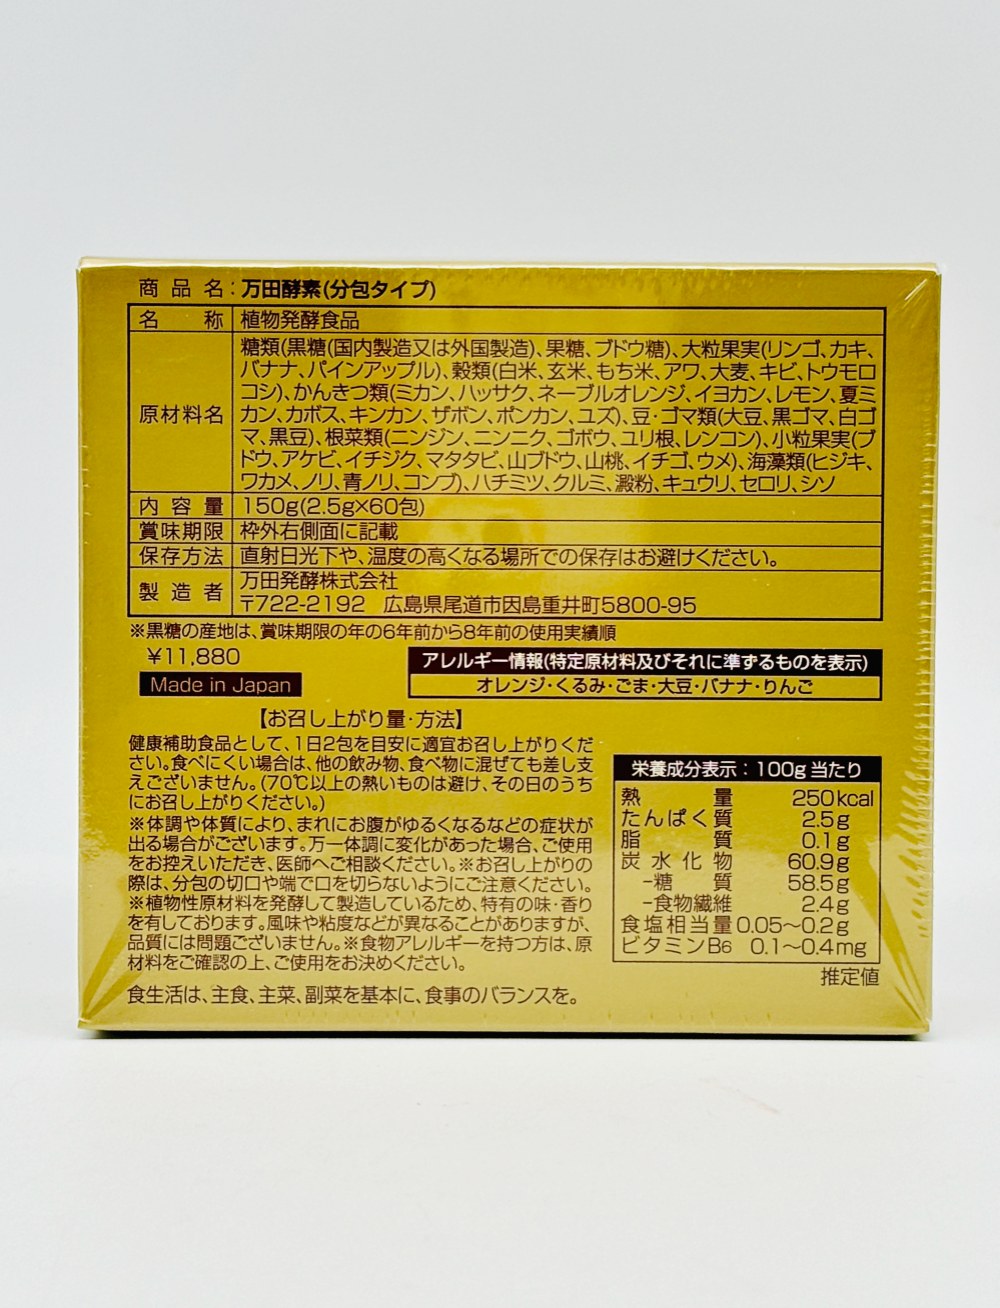 商品名:万田酵素(分包タイプ)
名称 植物発酵食品
原材料名 糖類(黒糖(国内製造又は外国製造)、果糖、ブドウ糖)、大粒果実(リンゴ、カキ、
バナナ、パインアップル)、穀類(白米、玄米、もち米、アワ、大麦、キビ、トウモロ
コシ)、かんきつ類(ミカン、ハッサク、ネーブルオレンジ、イヨカン、レモン、夏ミ
カン、カボス、キンカン、ザボン、ポンカン、ユズ)、豆・ゴマ類(大豆、黒ゴマ、白ゴ
マ、黒豆)、根菜類(ニンジン、ニンニク、ゴボウ、ユリ根、レンコン)、小粒果実(ブ
ドウ、アケビ、イチジク、マタタビ、山ブドウ、山桃、イチゴ、ウメ)、海藻類(ヒジキ、
ワカメ、ノリ、青ノリ、コンブ)、ハチミツ、クルミ、澱粉、キュウリ、セロリ、シソ
内容量 150g(2.5g×60包)
賞味期限 枠外右側面に記載
保存方法 直射日光下や、温度の高くなる場所での保存はお避けください。
製造者 万田発酵株式会社
〒722-2192 広島県尾道市因島重井町5800-95
※黒糖の産地は、賞味期限の年の6年前から8年前の使用実績順
¥11,880
Made in Japan
アレルギー情報(特定原材料及びそれに準ずるものを表示)
オレンジ・くるみ・ごま・大豆・バナナ・りんご
【お召し上がり量・方法】
健康補助食品として、1日2包を目安に適宜お召し上がりくだ
さい。食べにくい場合は、他の飲み物、食べ物に混ぜても差し支
えございません。(70℃以上の熱いものは避け、その日のうち
にお召し上がりください。)
※体調や体質により、まれにお腹がゆるくなるなどの症状が
出る場合がございます。万一体調に変化があった場合、ご使用
をお控えいただき、医師へご相談ください。※お召し上がりの
際は、分包の切口や端で口を切らないようにご注意ください。
※植物性原材料を発酵して製造しているため、特有の味・香り
を有しております。風味や粘度などが異なることがありますが、
品質には問題ございません。※食物アレルギーを持つ方は、原
材料をご確認の上、ご使用をお決めください。
食生活は、主食、主菜、副菜を基本に、食事のバランスを。
栄養成分表示:100g当たり
熱量 250kcal
たんぱく質 2.5g
脂質 0.1g
炭水化物 60.9g
-糖質 58.5g
-食物繊維 2.4g
食塩相当量 0.05~0.2g
ビタミンB6 0.1~0.4mg
推定値